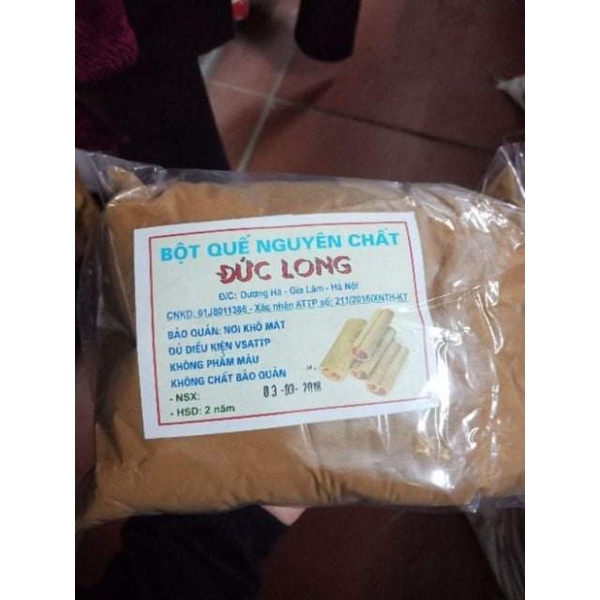 BỘT QUẾ NGUYÊN CHẤT
ĐỨC LONG
Đ/C: Dương Hà - Gia Lâm - Hà Nội
CNKD: 01J8011386 - Xác nhận ATTP số: 211/2016/XNTH-KT
BẢO QUẢN: NƠI KHÔ MÁT
ĐỦ ĐIỀU KIỆN VSATTP
KHÔNG PHẨM MÀU
KHÔNG CHẤT BẢO QUẢN
- NSX: 03-03-2018
- HSD: 2 năm